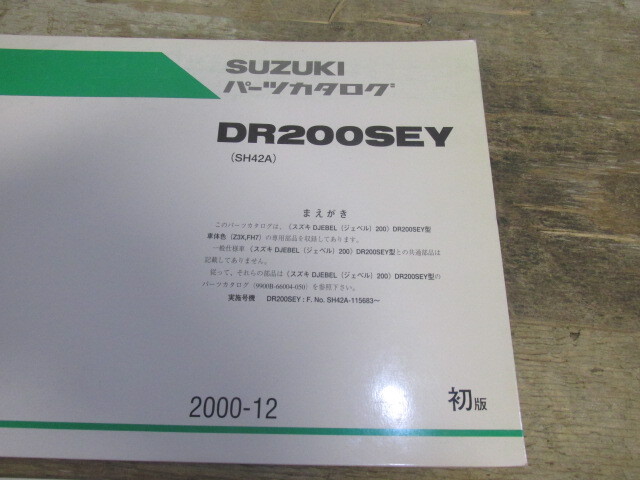 SUZUKI
パーツカタログ
DR200SEY
(SH42A)
まえがき
このパーツカタログは、(スズキ DJEBEL (ジェベル) 200) DR200SEY型
車体色 (Z3X,FH7) の専用部品を収録してあります。
一般仕様車 (スズキ DJEBEL (ジェベル) 200) DR200SEY型との共通部品は
記載してありません。
従って、それらの部品は (スズキ DJEBEL (ジェベル) 200) DR200SEY型の
パーツカタログ (9900B-66004-050) を参照下さい。
実施号機 DR200SEY : F. No. SH42A-115683~
2000-12
初版